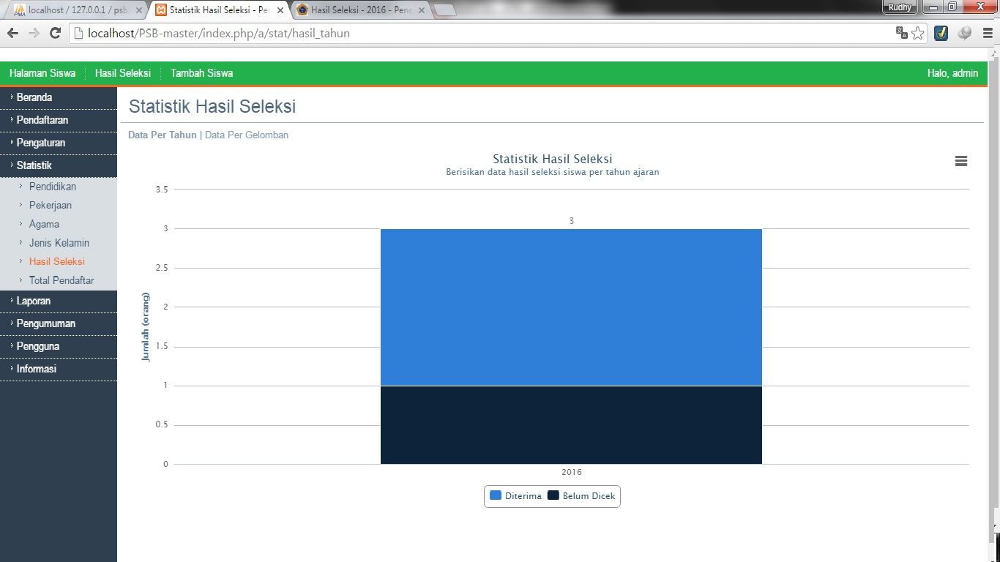 localhost / 127.0.0.1 / psb
Statistik Hasil Seleksi - Per
Hasil Seleksi - 2016 - Pene
Rudhy
localhost/PSB-master/index.php/a/stat/hasil_tahun
Halaman Siswa Hasil Seleksi Tambah Siswa Halo, admin
Beranda
Pendaftaran
Pengaturan
Statistik
Pendidikan
Pekerjaan
Agama
Jenis Kelamin
Hasil Seleksi
Total Pendaftar
Laporan
Pengumuman
Pengguna
Informasi
Statistik Hasil Seleksi
Data Per Tahun | Data Per Gelomban
Statistik Hasil Seleksi
Berisikan data hasil seleksi siswa per tahun ajaran
Jumlah (orang)
3.5
3
2.5
2
1.5
1
0.5
0
3
2016
Diterima Belum Dicek